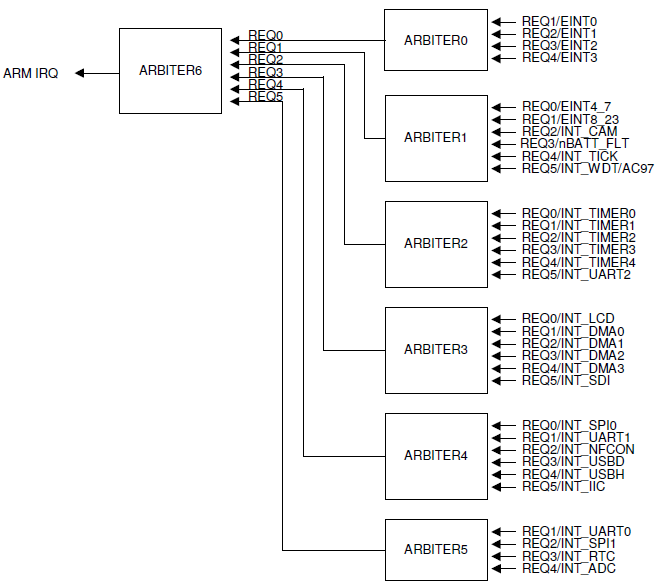 ARM IRQ
ARBITER6
REQ0
REQ1
REQ2
REQ3
REQ4
REQ5
ARBITER0
REQ1/EINT0
REQ2/EINT1
REQ3/EINT2
REQ4/EINT3
ARBITER1
REQ0/EINT4_7
REQ1/EINT8_23
REQ2/INT_CAM
REQ3/nBATT_FLT
REQ4/INT_TICK
REQ5/INT_WDT/AC97
ARBITER2
REQ0/INT_TIMER0
REQ1/INT_TIMER1
REQ2/INT_TIMER2
REQ3/INT_TIMER3
REQ4/INT_TIMER4
REQ5/INT_UART2
ARBITER3
REQ0/INT_LCD
REQ1/INT_DMA0
REQ2/INT_DMA1
REQ3/INT_DMA2
REQ4/INT_DMA3
REQ5/INT_SDI
ARBITER4
REQ0/INT_SPI0
REQ1/INT_UART1
REQ2/INT_NFCON
REQ3/INT_USBD
REQ4/INT_USBH
REQ5/INT_IIC
ARBITER5
REQ1/INT_UART0
REQ2/INT_SPI1
REQ3/INT_RTC
REQ4/INT_ADC